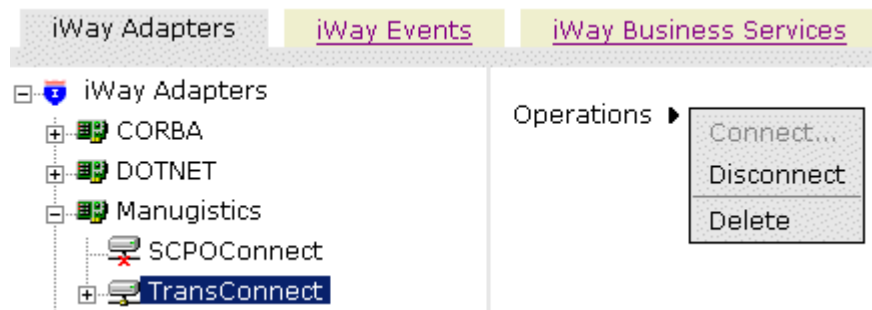 iWay Adapters
iWay Events
iWay Business Services
iWay Adapters
CORBA
DOTNET
Manugistics
SCPOConnect
TransConnect
Operations
Connect...
Disconnect
Delete